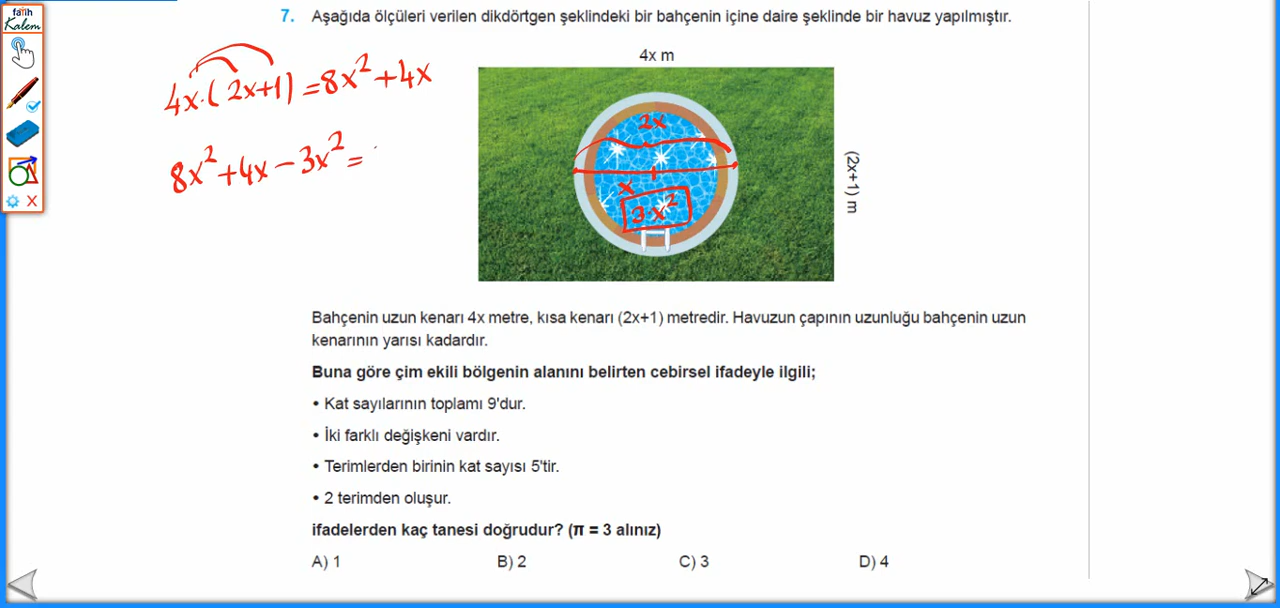 fatih
Kalem
7. Aşağıda ölçüleri verilen dikdörtgen şeklindeki bir bahçenin içine daire şeklinde bir havuz yapılmıştır.
4x m
4x.(2x+1)=8x²+4x
8x²+4x-3x²=
2x
x
3.x²
(2x+1) m
Bahçenin uzun kenarı 4x metre, kısa kenarı (2x+1) metredir. Havuzun çapının uzunluğu bahçenin uzun
kenarının yarısı kadardır.
Buna göre çim ekili bölgenin alanını belirten cebirsel ifadeyle ilgili;
• Kat sayılarının toplamı 9'dur.
• İki farklı değişkeni vardır.
• Terimlerden birinin kat sayısı 5'tir.
• 2 terimden oluşur.
ifadelerden kaç tanesi doğrudur? (π = 3 alınız)
A) 1 B) 2 C) 3 D) 4